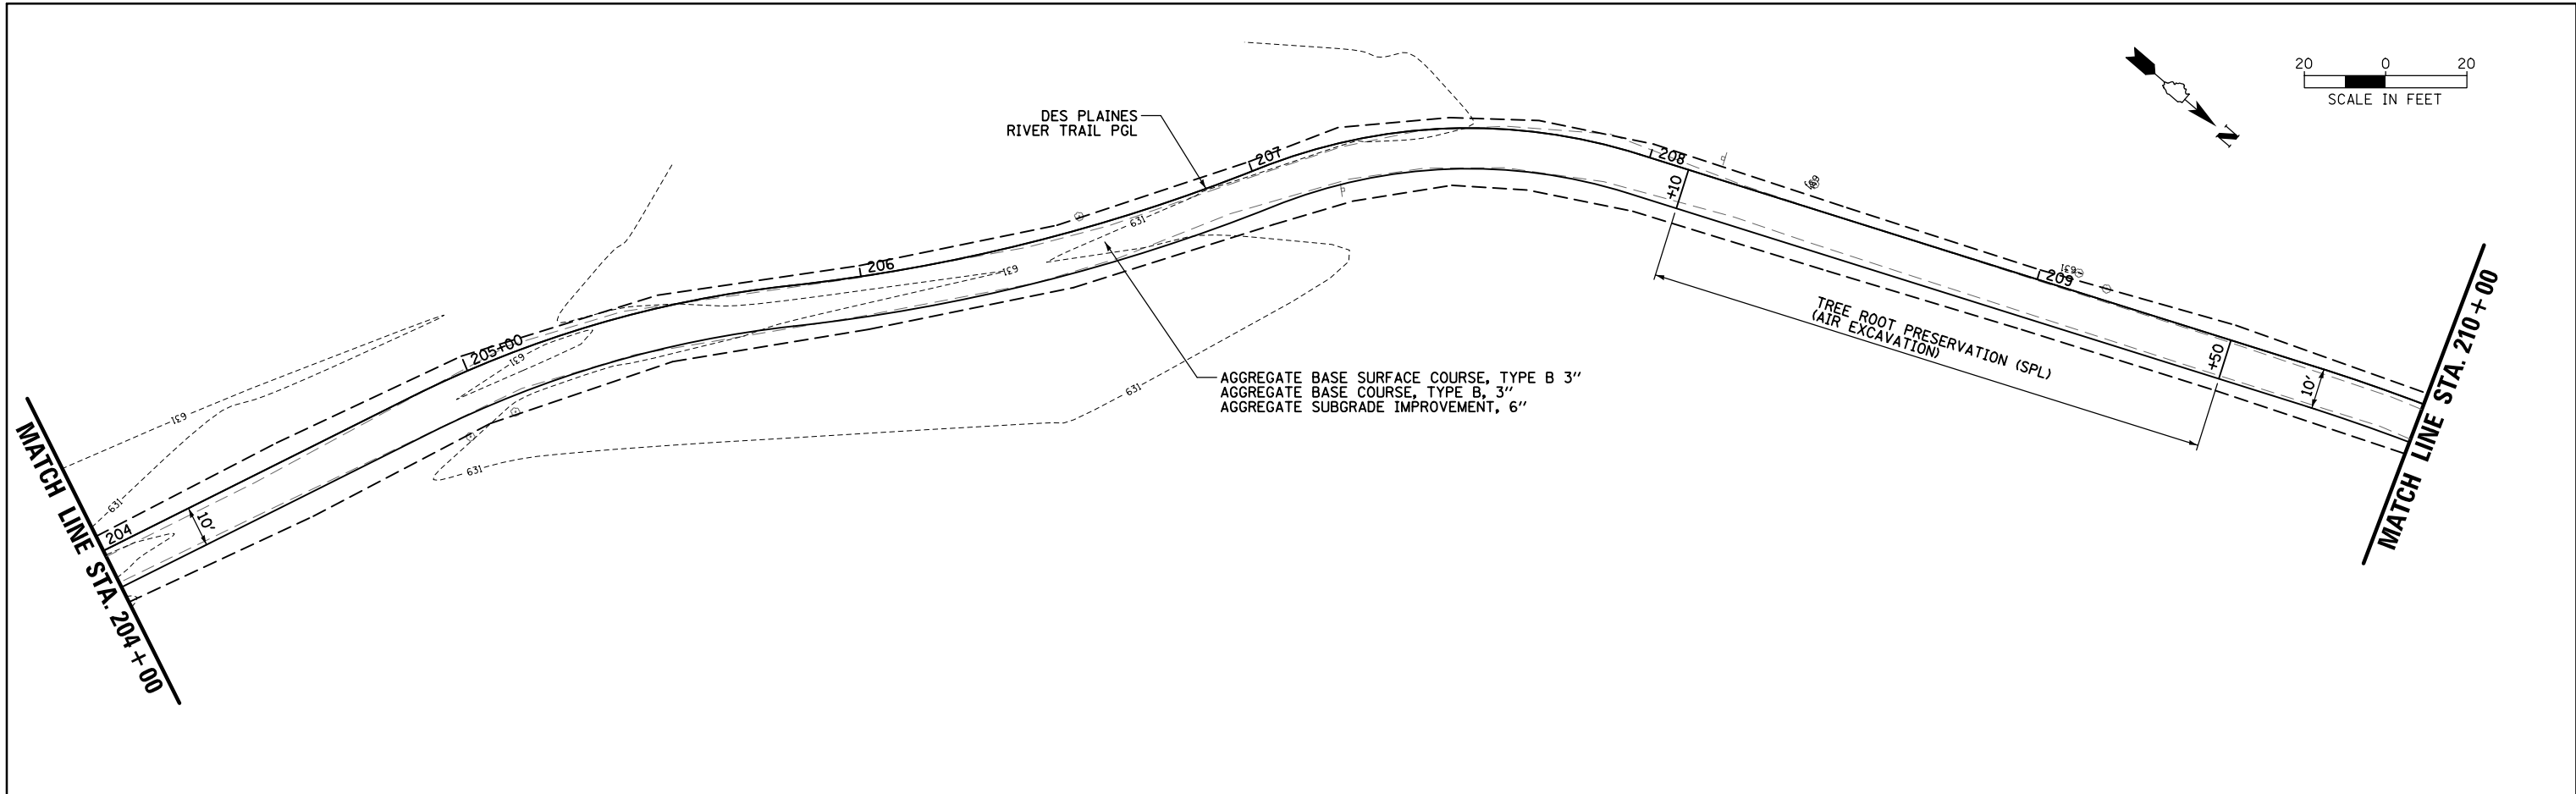 20 0 20
SCALE IN FEET
N
DES PLAINES
RIVER TRAIL PGL
204
205+00
206
207
208
209
+10
+50
10'
10'
631
631
631
631
631
631
631
631
TREE ROOT PRESERVATION (SPL)
(AIR EXCAVATION)
AGGREGATE BASE SURFACE COURSE, TYPE B 3"
AGGREGATE BASE COURSE, TYPE B, 3"
AGGREGATE SUBGRADE IMPROVEMENT, 6"
MATCH LINE STA. 204+00
MATCH LINE STA. 210+00